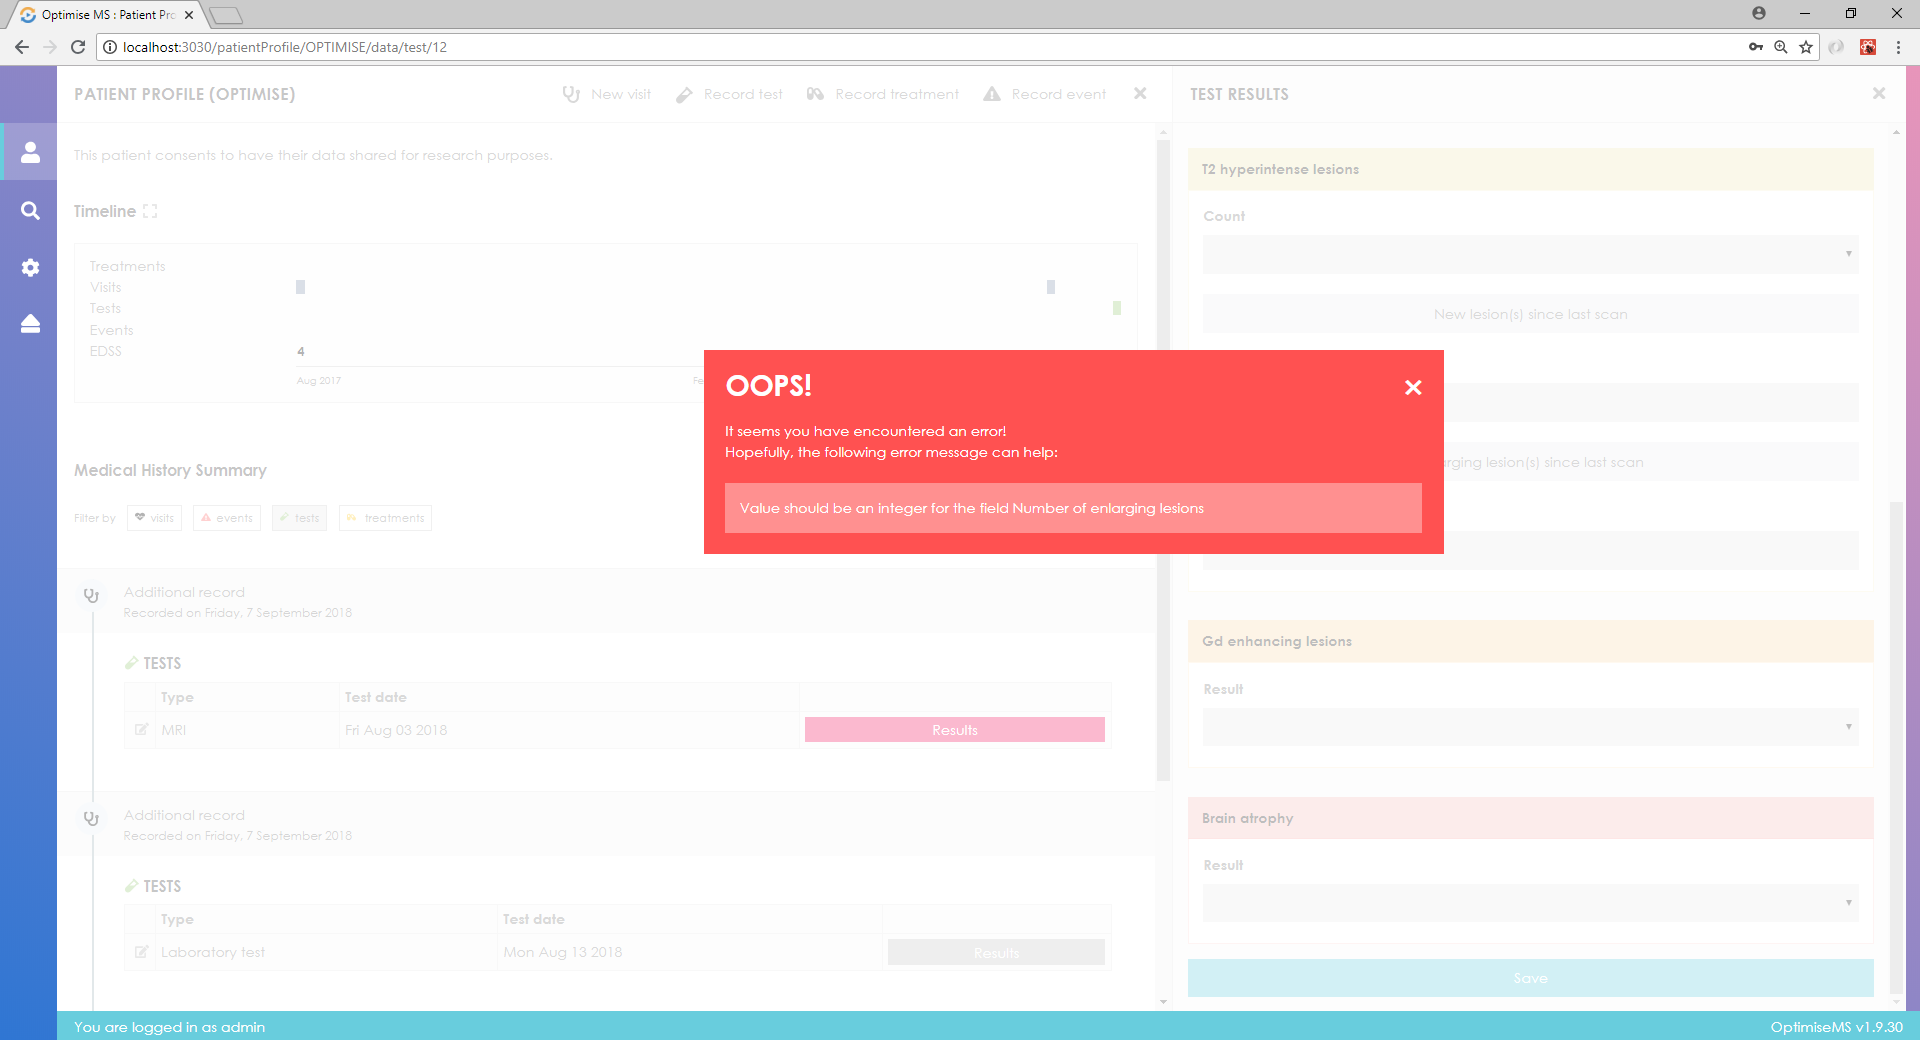 Optimise MS : Patient Pro
localhost:3030/patientProfile/OPTIMISE/data/test/12
PATIENT PROFILE (OPTIMISE)
New visit
Record test
Record treatment
Record event
TEST RESULTS
This patient consents to have their data shared for research purposes.
Timeline
Treatments
Visits
Tests
Events
EDSS
4
Aug 2017
Fe
Medical History Summary
Filter by
visits
events
tests
treatments
Additional record
Recorded on Friday, 7 September 2018
TESTS
Type
Test date
MRI
Fri Aug 03 2018
Results
Additional record
Recorded on Friday, 7 September 2018
TESTS
Type
Test date
Laboratory test
Mon Aug 13 2018
Results
OOPS!
It seems you have encountered an error!
Hopefully, the following error message can help:
Value should be an integer for the field Number of enlarging lesions
T2 hyperintense lesions
Count
New lesion(s) since last scan
rging lesion(s) since last scan
Gd enhancing lesions
Result
Brain atrophy
Result
Save
You are logged in as admin
OptimiseMS v1.9.30